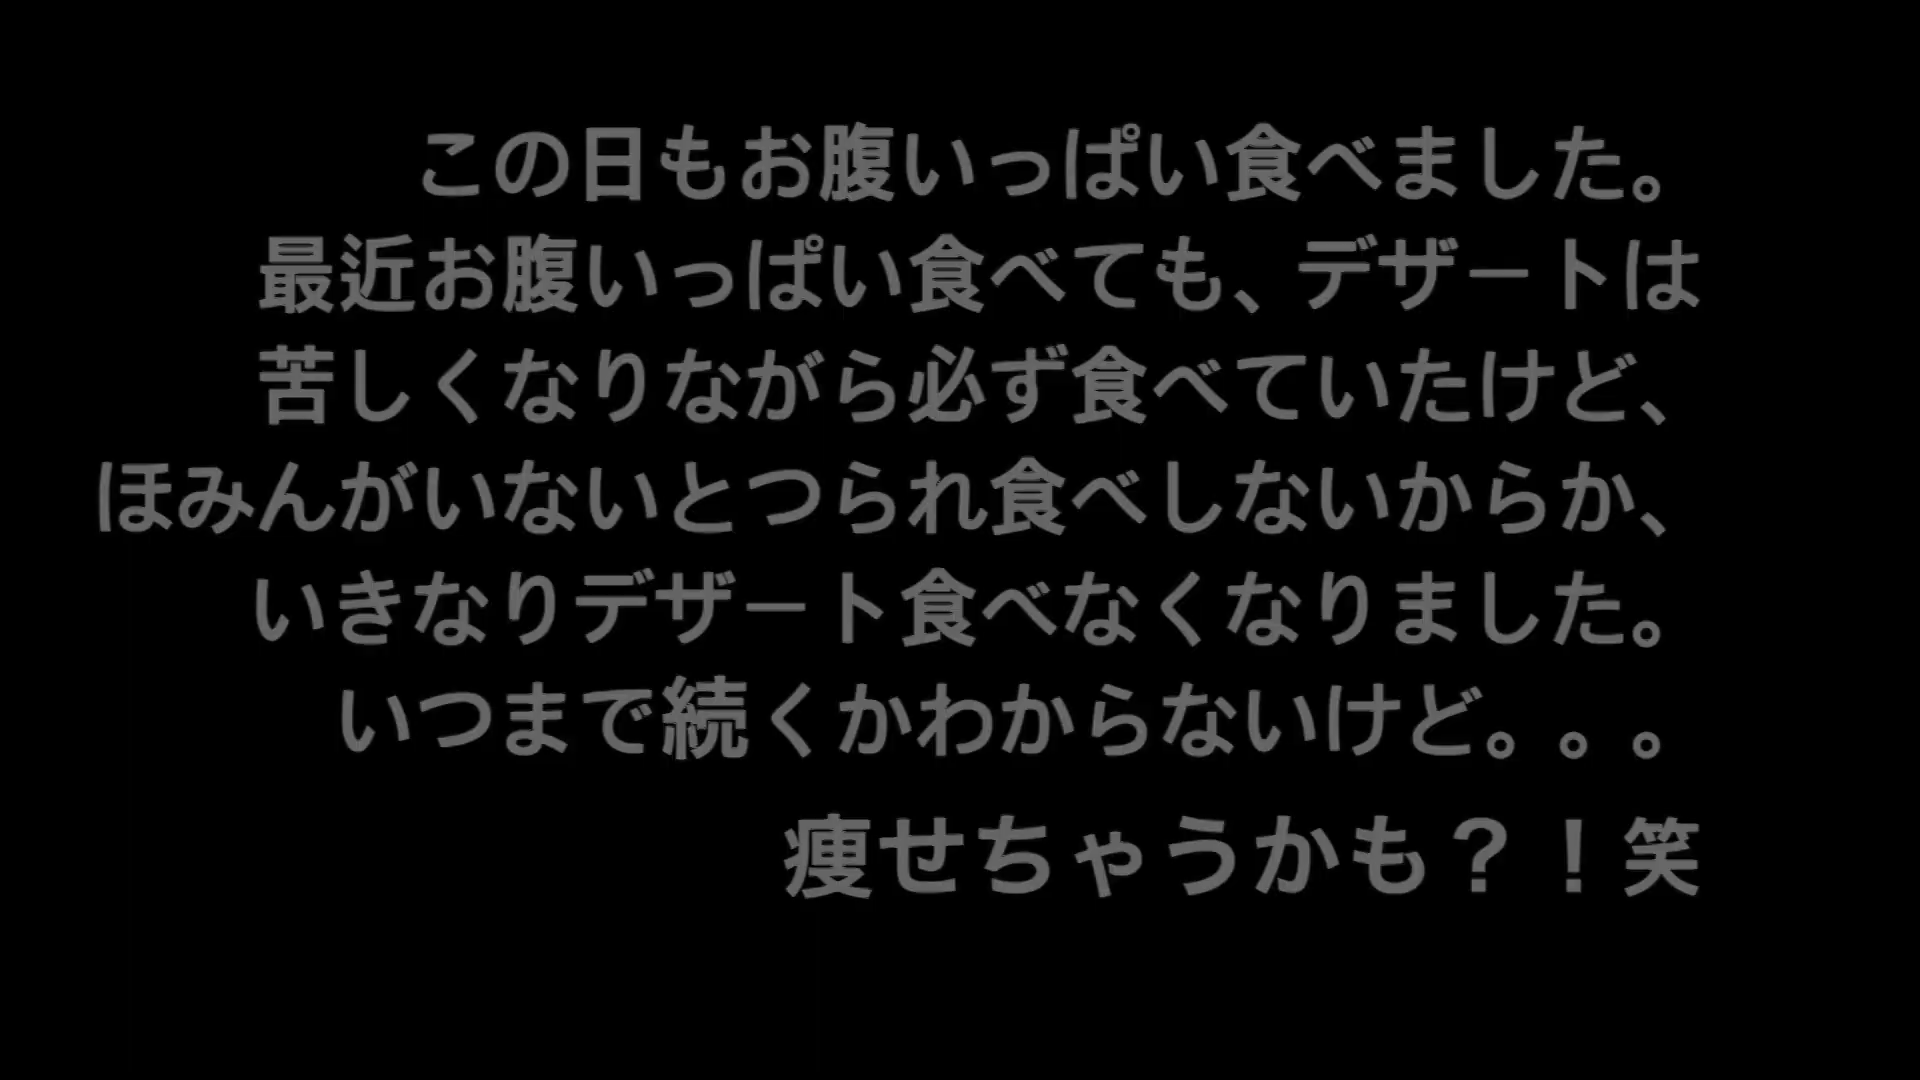 この日もお腹いっぱい食べました。
最近お腹いっぱい食べても、デザートは
苦しくなりながら必ず食べていたけど、
ほみんがいないとつられ食べしないからか、
いきなりデザート食べなくなりました。
いつまで続くかわからないけど。。。
痩せちゃうかも？！笑